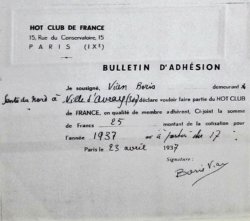 HOT CLUB DE FRANCE
15, Rue du Conservatoire, 15
PARIS (IXe)
BULLETIN D'ADHÉSION
Je soussigné, Vian Boris demeurant à
à Ville d'Avray déclare vouloir faire partie du HOT CLUB
DE FRANCE, en qualité de membre adhérent. Ci-joint la somme
de Francs 25 montant de la cotisation pour
l'année 1937 à partir du 17
Paris le 23 avril 1937
Signature :
Boris Vian